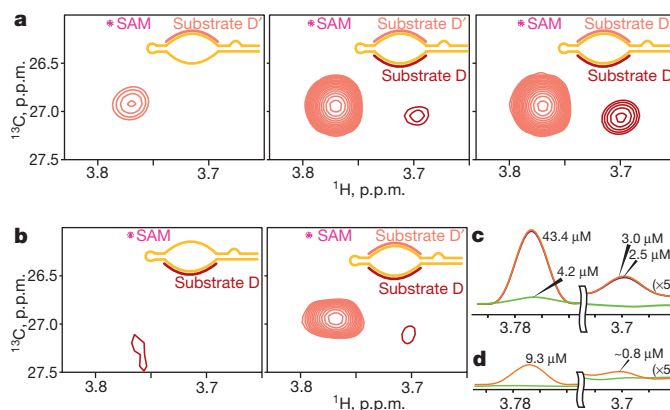 a
SAM Substrate D′
SAM
Substrate D
SAM
Substrate D
¹³C, p.p.m.
26.5
27.0
27.5
3.8 3.7 3.8 3.7 3.8 3.7
¹H, p.p.m.
b
SAM
Substrate D
SAM Substrate D′
¹³C, p.p.m.
26.5
27.0
27.5
3.8 3.7 3.8 3.7
¹H, p.p.m.
c
43.4 μM
4.2 μM
3.0 μM
2.5 μM
(×5
3.78 3.7
d
9.3 μM
~0.8 μM
(×5
3.78 3.7